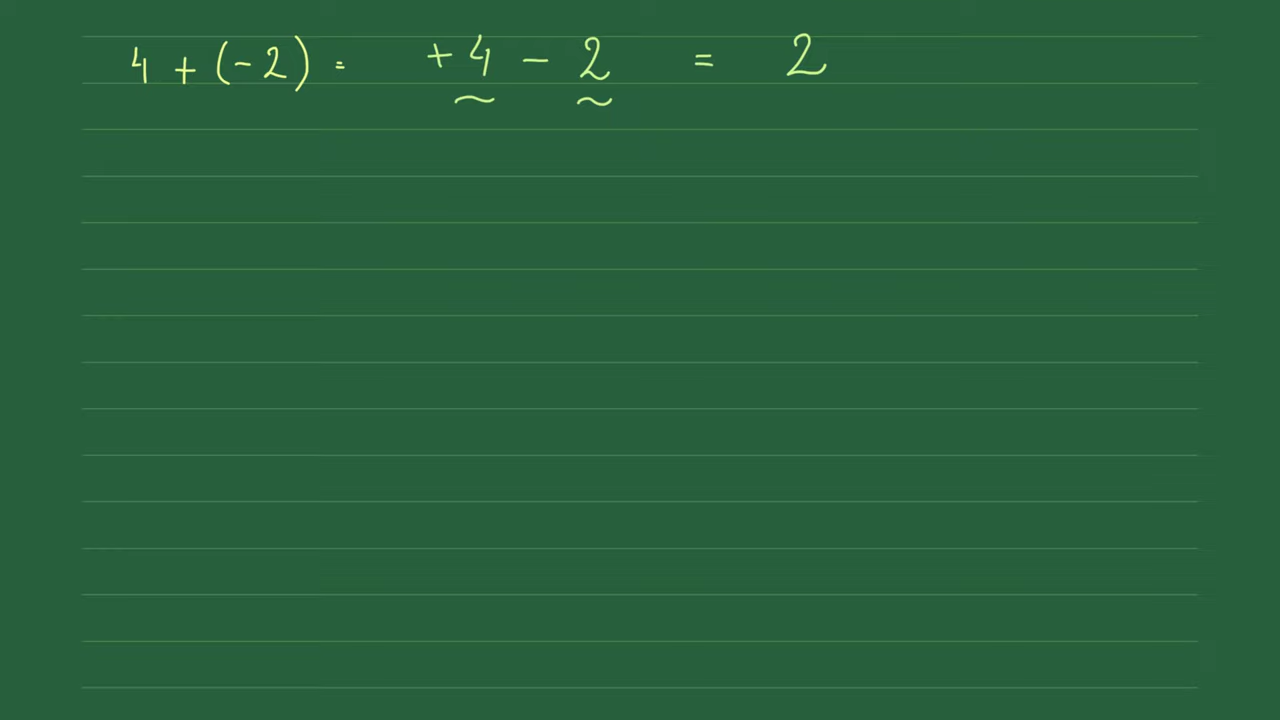 4 + (-2) = +4 - 2 = 2